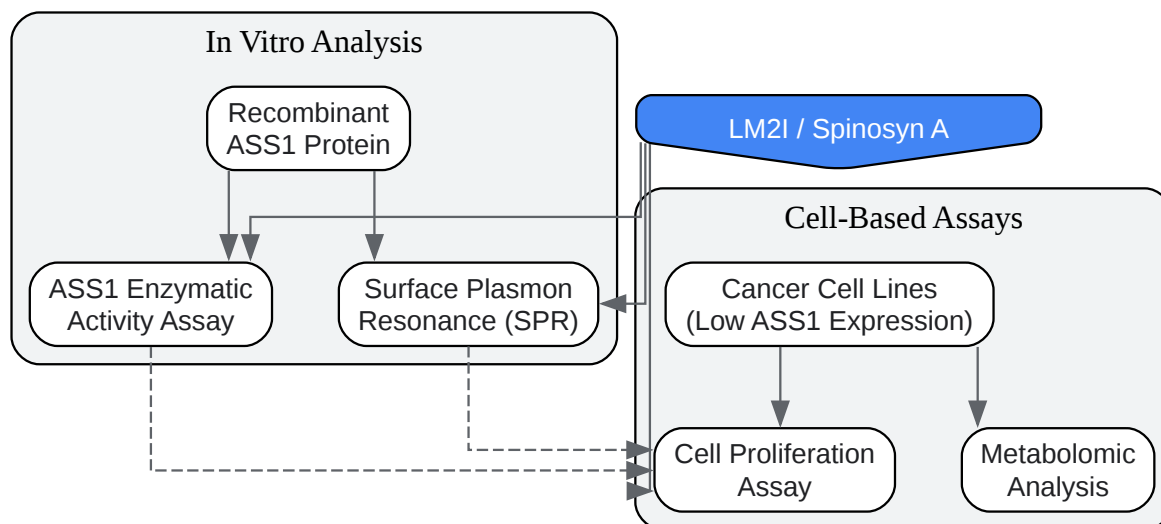 In Vitro Analysis
Recombinant
ASS1 Protein
LM2I / Spinosyn A
ASS1 Enzymatic
Activity Assay
Surface Plasmon
Resonance (SPR)
Cell-Based Assays
Cancer Cell Lines
(Low ASS1 Expression)
Cell Proliferation
Assay
Metabolomic
Analysis